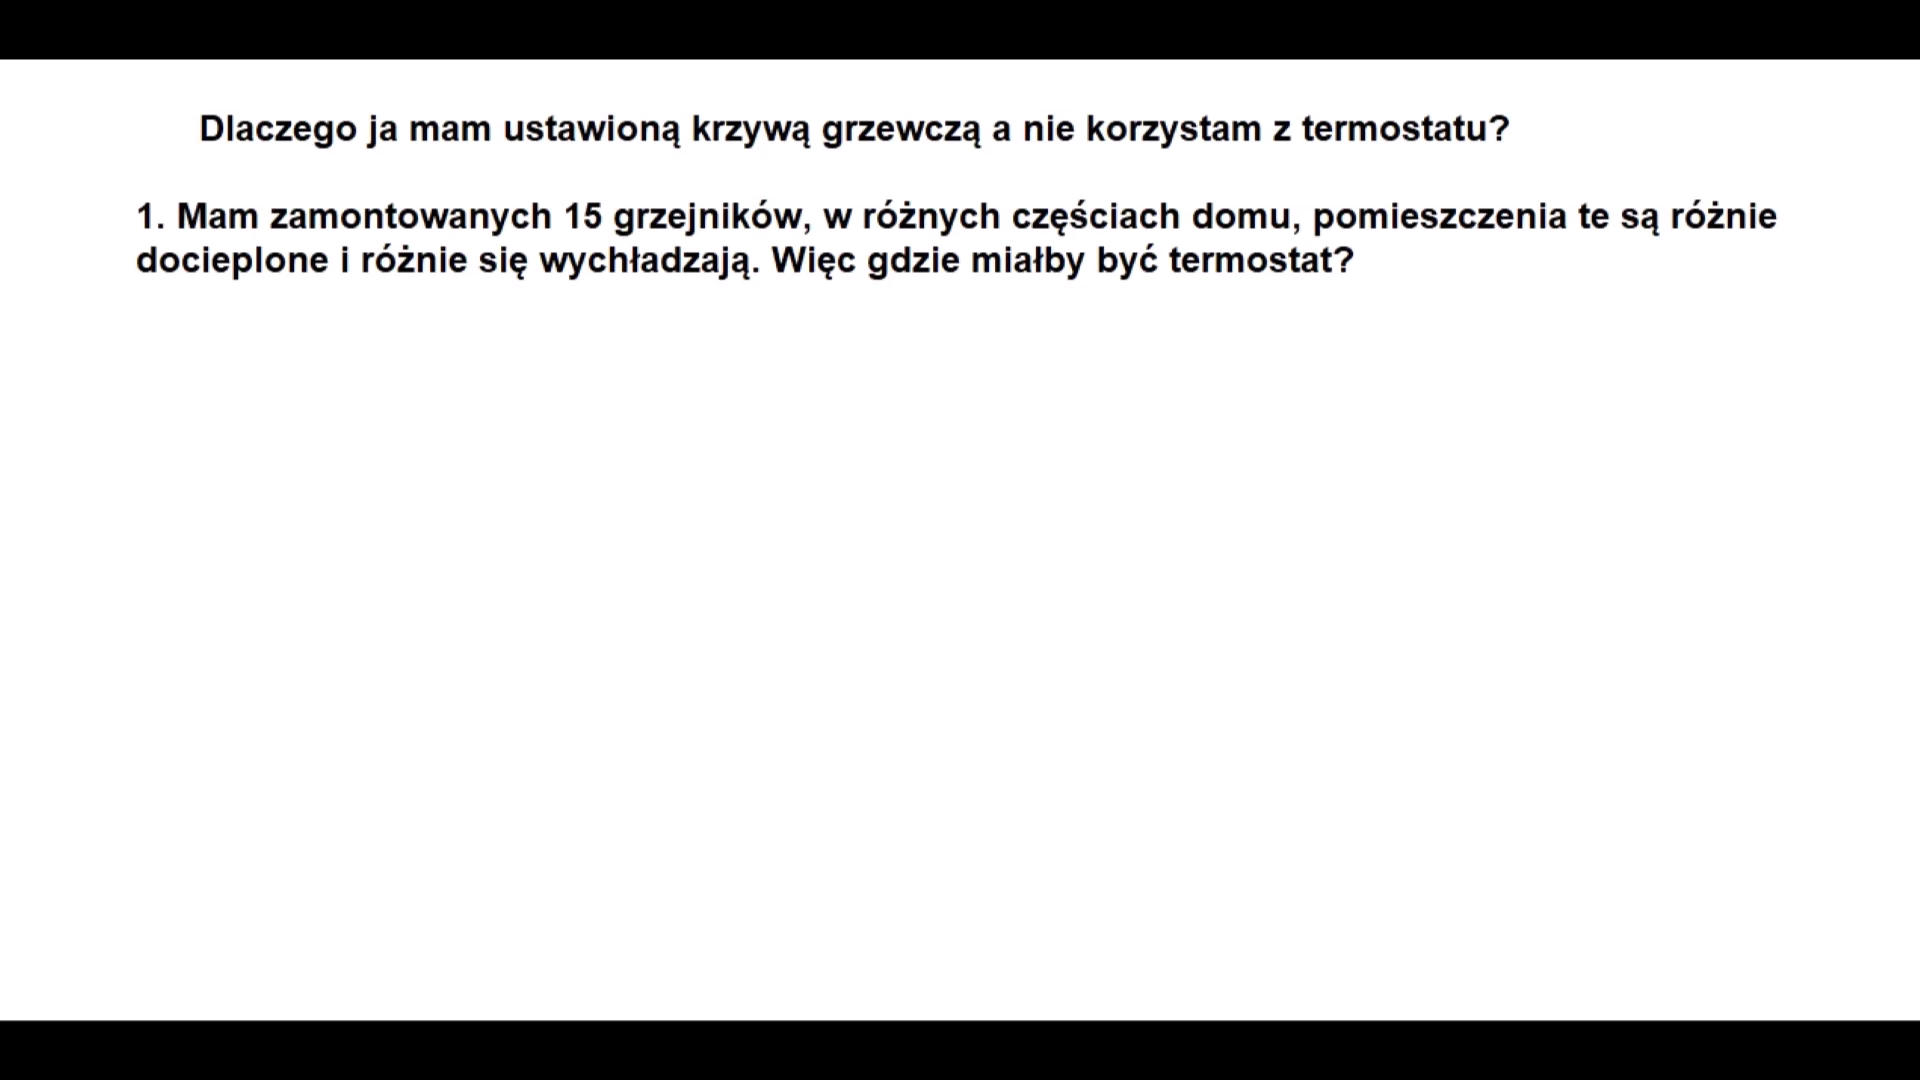 Dlaczego ja mam ustawioną krzywą grzewczą a nie korzystam z termostatu?
1. Mam zamontowanych 15 grzejników, w różnych częściach domu, pomieszczenia te są różnie
docieplone i różnie się wychładzają. Więc gdzie miałby być termostat?